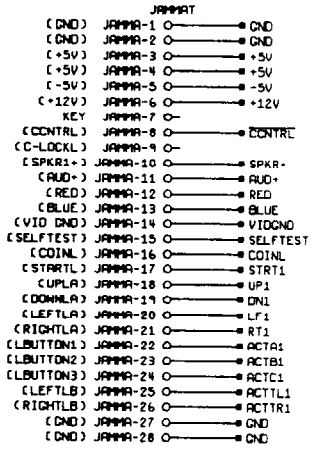 JAMMAT
(GND) JAMMA-1 GND
(GND) JAMMA-2 GND
(+5V) JAMMA-3 +5V
(+5V) JAMMA-4 +5V
(-5V) JAMMA-5 -5V
(+12V) JAMMA-6 +12V
KEY JAMMA-7
(CCNTRL) JAMMA-8 CCNTRL
(C-LOCKL) JAMMA-9
(SPKR1+) JAMMA-10 SPKR+
(AUD+) JAMMA-11 AUD+
(RED) JAMMA-12 RED
(BLUE) JAMMA-13 BLUE
(VID GND) JAMMA-14 VIDGND
(SELFTEST) JAMMA-15 SELFTEST
(COINL) JAMMA-16 COINL
(STARTL) JAMMA-17 STRT1
(UPLA) JAMMA-18 UP1
(DOWNLA) JAMMA-19 DN1
(LEFTLA) JAMMA-20 LF1
(RIGHTLA) JAMMA-21 RT1
(LBUTTON1) JAMMA-22 ACTA1
(LBUTTON2) JAMMA-23 ACTB1
(LBUTTON3) JAMMA-24 ACTC1
(LEFTLB) JAMMA-25 ACTTL1
(RIGHTLB) JAMMA-26 ACTTR1
(GND) JAMMA-27 GND
(GND) JAMMA-28 GND